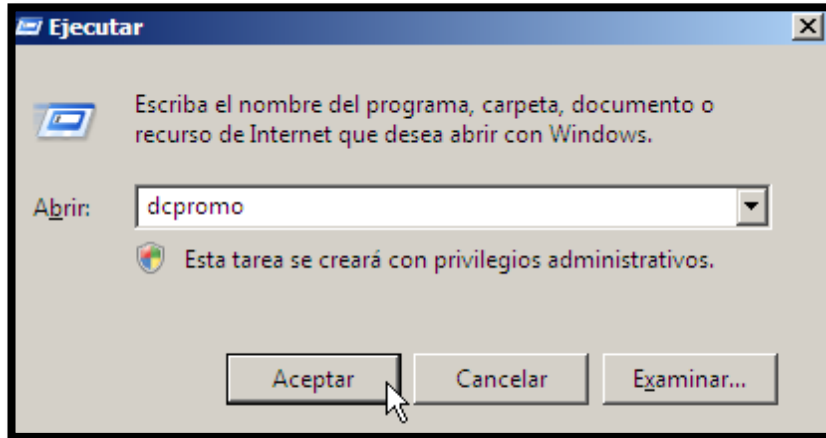 Ejecutar
Escriba el nombre del programa, carpeta, documento o
recurso de Internet que desea abrir con Windows.
Abrir: dcpromo
Esta tarea se creará con privilegios administrativos.
Aceptar Cancelar Examinar...